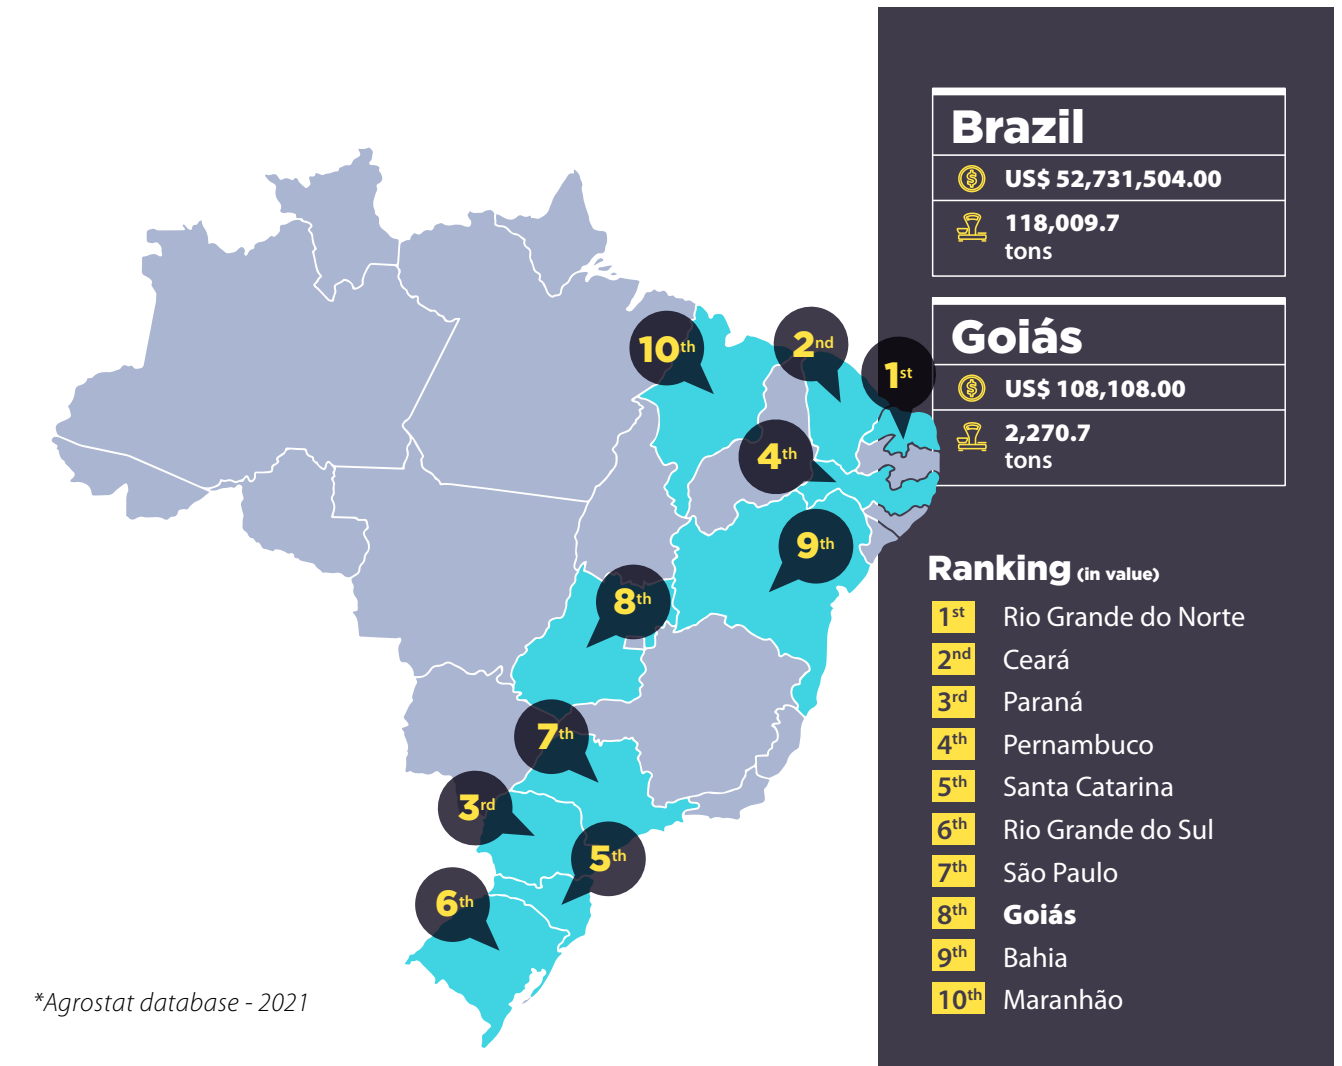 Brazil
US$ 52,731,504.00
118,009.7
tons
Goiás
US$ 108,108.00
2,270.7
tons
10th
2nd
1st
4th
9th
8th
7th
3rd
5th
6th
Ranking (in value)
1st Rio Grande do Norte
2nd Ceará
3rd Paraná
4th Pernambuco
5th Santa Catarina
6th Rio Grande do Sul
7th São Paulo
8th Goiás
9th Bahia
10th Maranhão
*Agrostat database - 2021